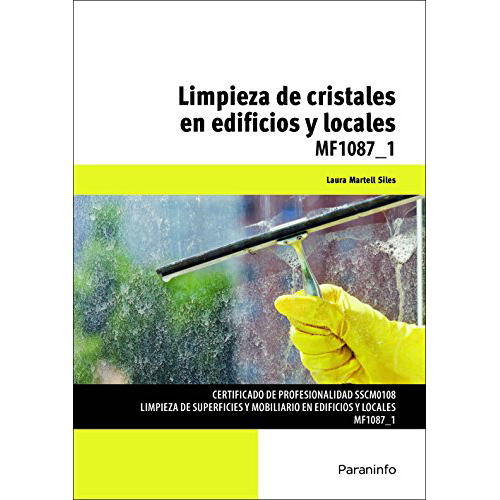 Limpieza de cristales
en edificios y locales
MF1087_1
Laura Martell Siles
CERTIFICADO DE PROFESIONALIDAD SSCM0108
LIMPIEZA DE SUPERFICIES Y MOBILIARIO EN EDIFICIOS Y LOCALES
MF1087_1
Paraninfo